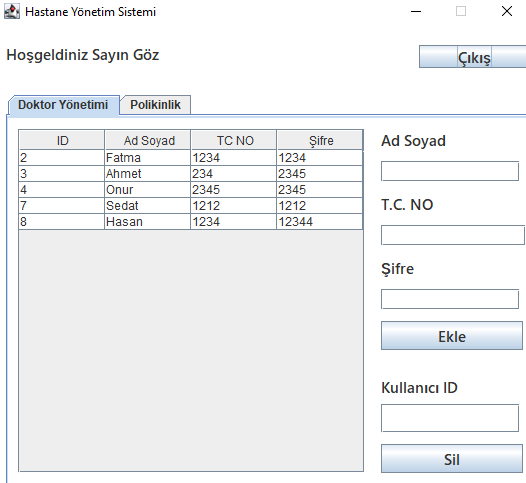 Hastane Yönetim Sistemi
Hoşgeldiniz Sayın Göz
Çıkış
Doktor Yönetimi
Polikinlik
ID Ad Soyad TC NO Şifre
2 Fatma 1234 1234
3 Ahmet 234 2345
4 Onur 2345 2345
7 Sedat 1212 1212
8 Hasan 1234 12344
Ad Soyad
T.C. NO
Şifre
Ekle
Kullanıcı ID
Sil